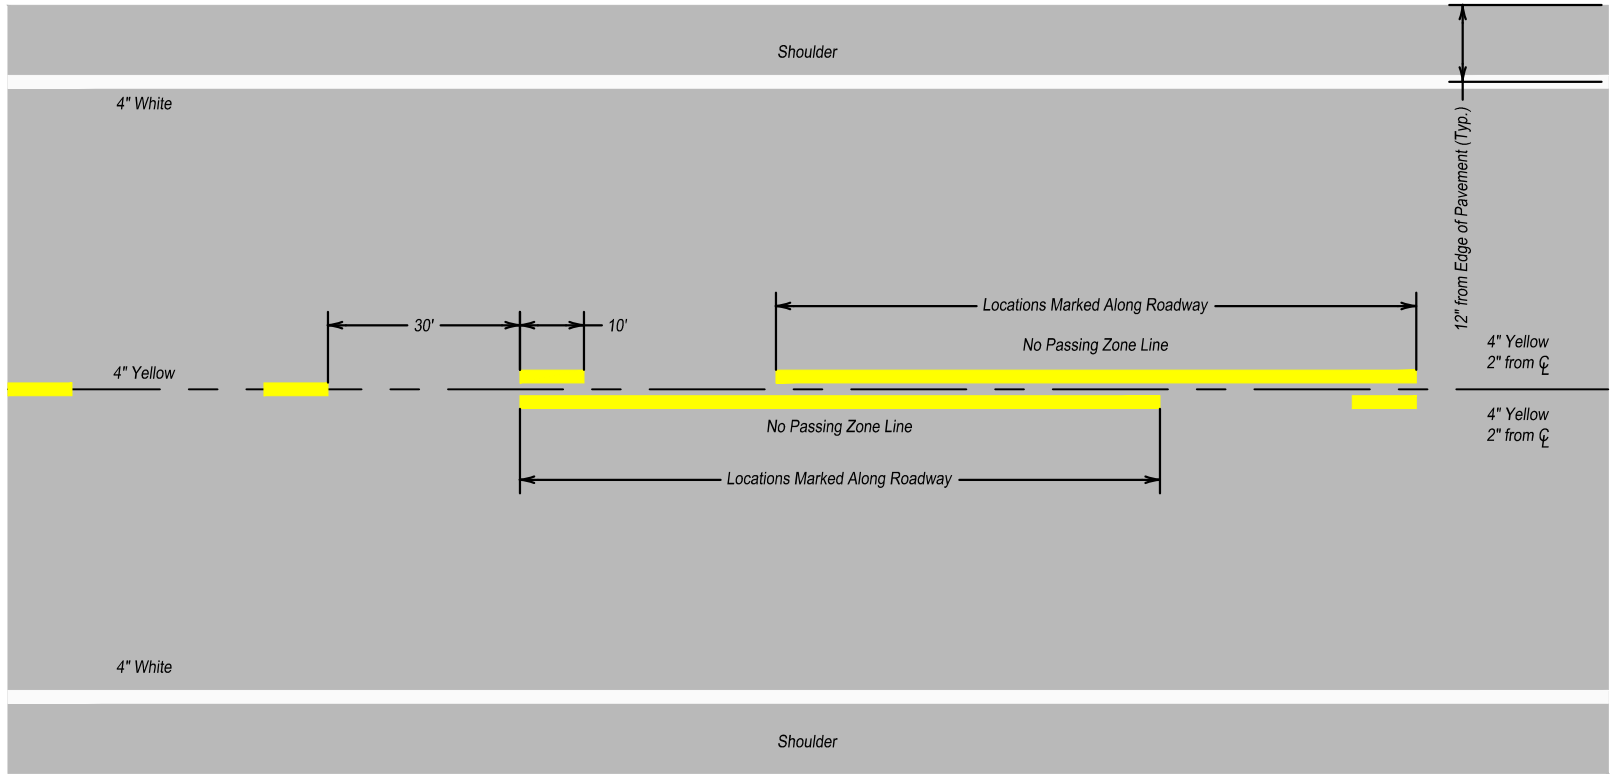 Shoulder
4" White
12" from Edge of Pavement (Typ.)
Locations Marked Along Roadway
30'
10'
No Passing Zone Line
4" Yellow
2" from ℄
4" Yellow
4" Yellow
2" from ℄
No Passing Zone Line
Locations Marked Along Roadway
4" White
Shoulder